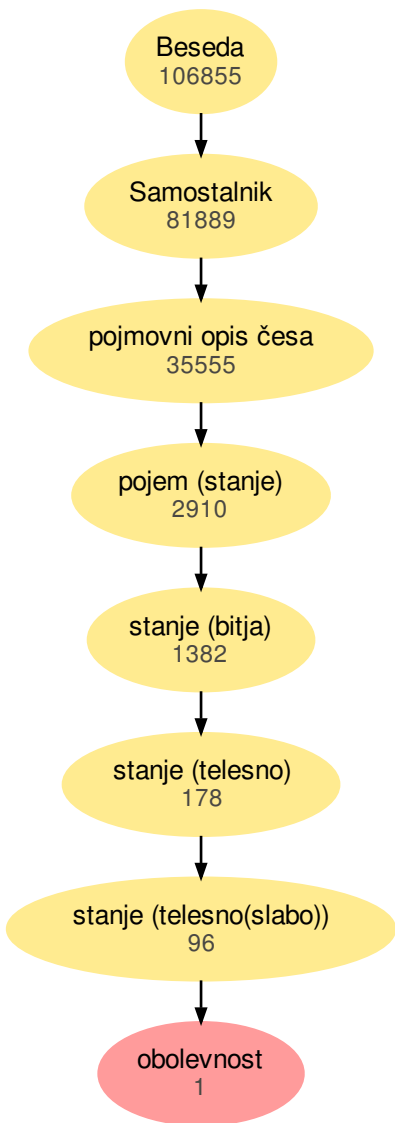 Beseda
106855
Samostalnik
81889
pojmovni opis česa
35555
pojem (stanje)
2910
stanje (bitja)
1382
stanje (telesno)
178
stanje (telesno(slabo))
96
obolevnost
1